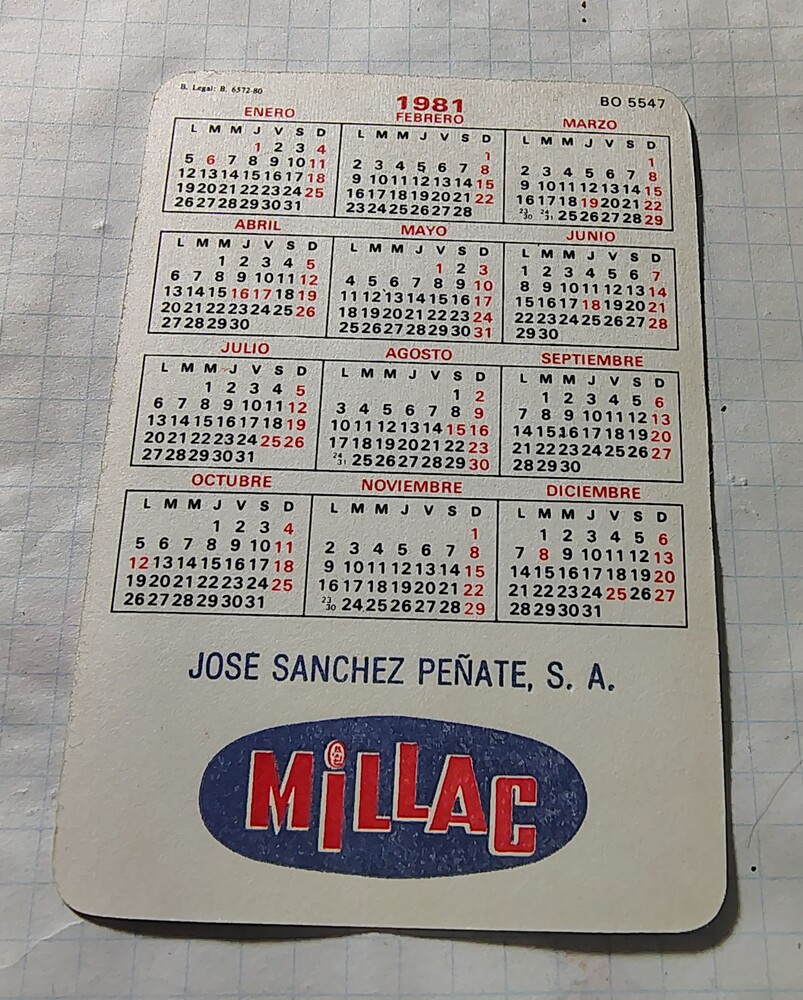 B. Legal: B. 6572-80
1981
BO 5547
ENERO
L M M J V S D
1 2 3 4
5 6 7 8 9 10 11
12 13 14 15 16 17 18
19 20 21 22 23 24 25
26 27 28 29 30 31
FEBRERO
L M M J V S D
1
2 3 4 5 6 7 8
9 10 11 12 13 14 15
16 17 18 19 20 21 22
23 24 25 26 27 28
MARZO
L M M J V S D
1
2 3 4 5 6 7 8
9 10 11 12 13 14 15
16 17 18 19 20 21 22
23/30 24/31 25 26 27 28 29
ABRIL
L M M J V S D
1 2 3 4 5
6 7 8 9 10 11 12
13 14 15 16 17 18 19
20 21 22 23 24 25 26
27 28 29 30
MAYO
L M M J V S D
1 2 3
4 5 6 7 8 9 10
11 12 13 14 15 16 17
18 19 20 21 22 23 24
25 26 27 28 29 30 31
JUNIO
L M M J V S D
1 2 3 4 5 6 7
8 9 10 11 12 13 14
15 16 17 18 19 20 21
22 23 24 25 26 27 28
29 30
JULIO
L M M J V S D
1 2 3 4 5
6 7 8 9 10 11 12
13 14 15 16 17 18 19
20 21 22 23 24 25 26
27 28 29 30 31
AGOSTO
L M M J V S D
1 2
3 4 5 6 7 8 9
10 11 12 13 14 15 16
17 18 19 20 21 22 23
24/31 25 26 27 28 29 30
SEPTIEMBRE
L M M J V S D
1 2 3 4 5 6
7 8 9 10 11 12 13
14 15 16 17 18 19 20
21 22 23 24 25 26 27
28 29 30
OCTUBRE
L M M J V S D
1 2 3 4
5 6 7 8 9 10 11
12 13 14 15 16 17 18
19 20 21 22 23 24 25
26 27 28 29 30 31
NOVIEMBRE
L M M J V S D
1
2 3 4 5 6 7 8
9 10 11 12 13 14 15
16 17 18 19 20 21 22
23/30 24 25 26 27 28 29
DICIEMBRE
L M M J V S D
1 2 3 4 5 6
7 8 9 10 11 12 13
14 15 16 17 18 19 20
21 22 23 24 25 26 27
28 29 30 31
JOSE SANCHEZ PEÑATE, S. A.
MiLLAC